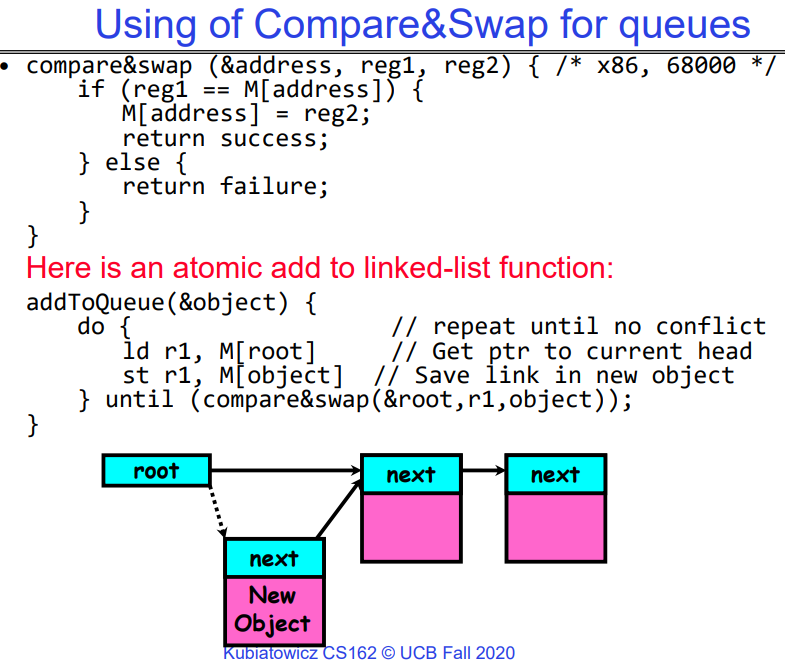 Using of Compare&Swap for queues
• compare&swap (&address, reg1, reg2) { /* x86, 68000 */
if (reg1 == M[address]) {
M[address] = reg2;
return success;
} else {
return failure;
}
}
Here is an atomic add to linked-list function:
addToQueue(&object) {
do { // repeat until no conflict
ld r1, M[root] // Get ptr to current head
st r1, M[object] // Save link in new object
} until (compare&swap(&root,r1,object));
}
root
next
next
next
New
Object
Kubiatowicz CS162 © UCB Fall 2020